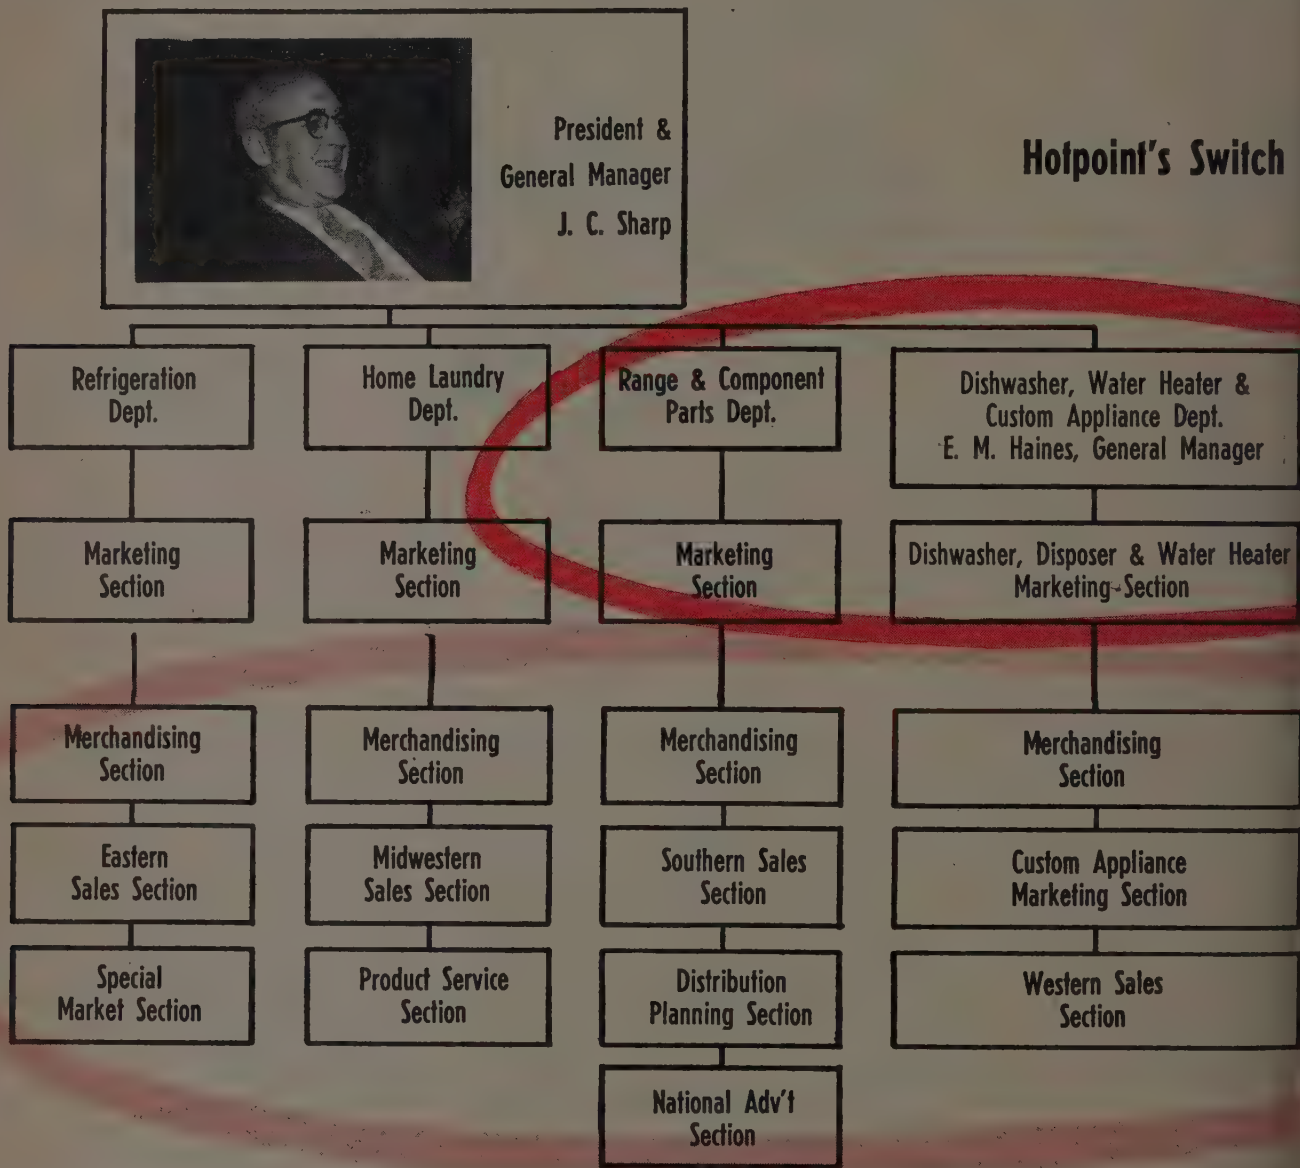 President &
General Manager
J. C. Sharp
Hotpoint's Switch
Refrigeration
Dept.
Home Laundry
Dept.
Range & Component
Parts Dept.
Dishwasher, Water Heater &
Custom Appliance Dept.
E. M. Haines, General Manager
Marketing
Section
Marketing
Section
Marketing
Section
Dishwasher, Disposer & Water Heater
Marketing Section
Merchandising
Section
Merchandising
Section
Merchandising
Section
Merchandising
Section
Eastern
Sales Section
Midwestern
Sales Section
Southern Sales
Section
Custom Appliance
Marketing Section
Special
Market Section
Product Service
Section
Distribution
Planning Section
Western Sales
Section
National Adv't
Section